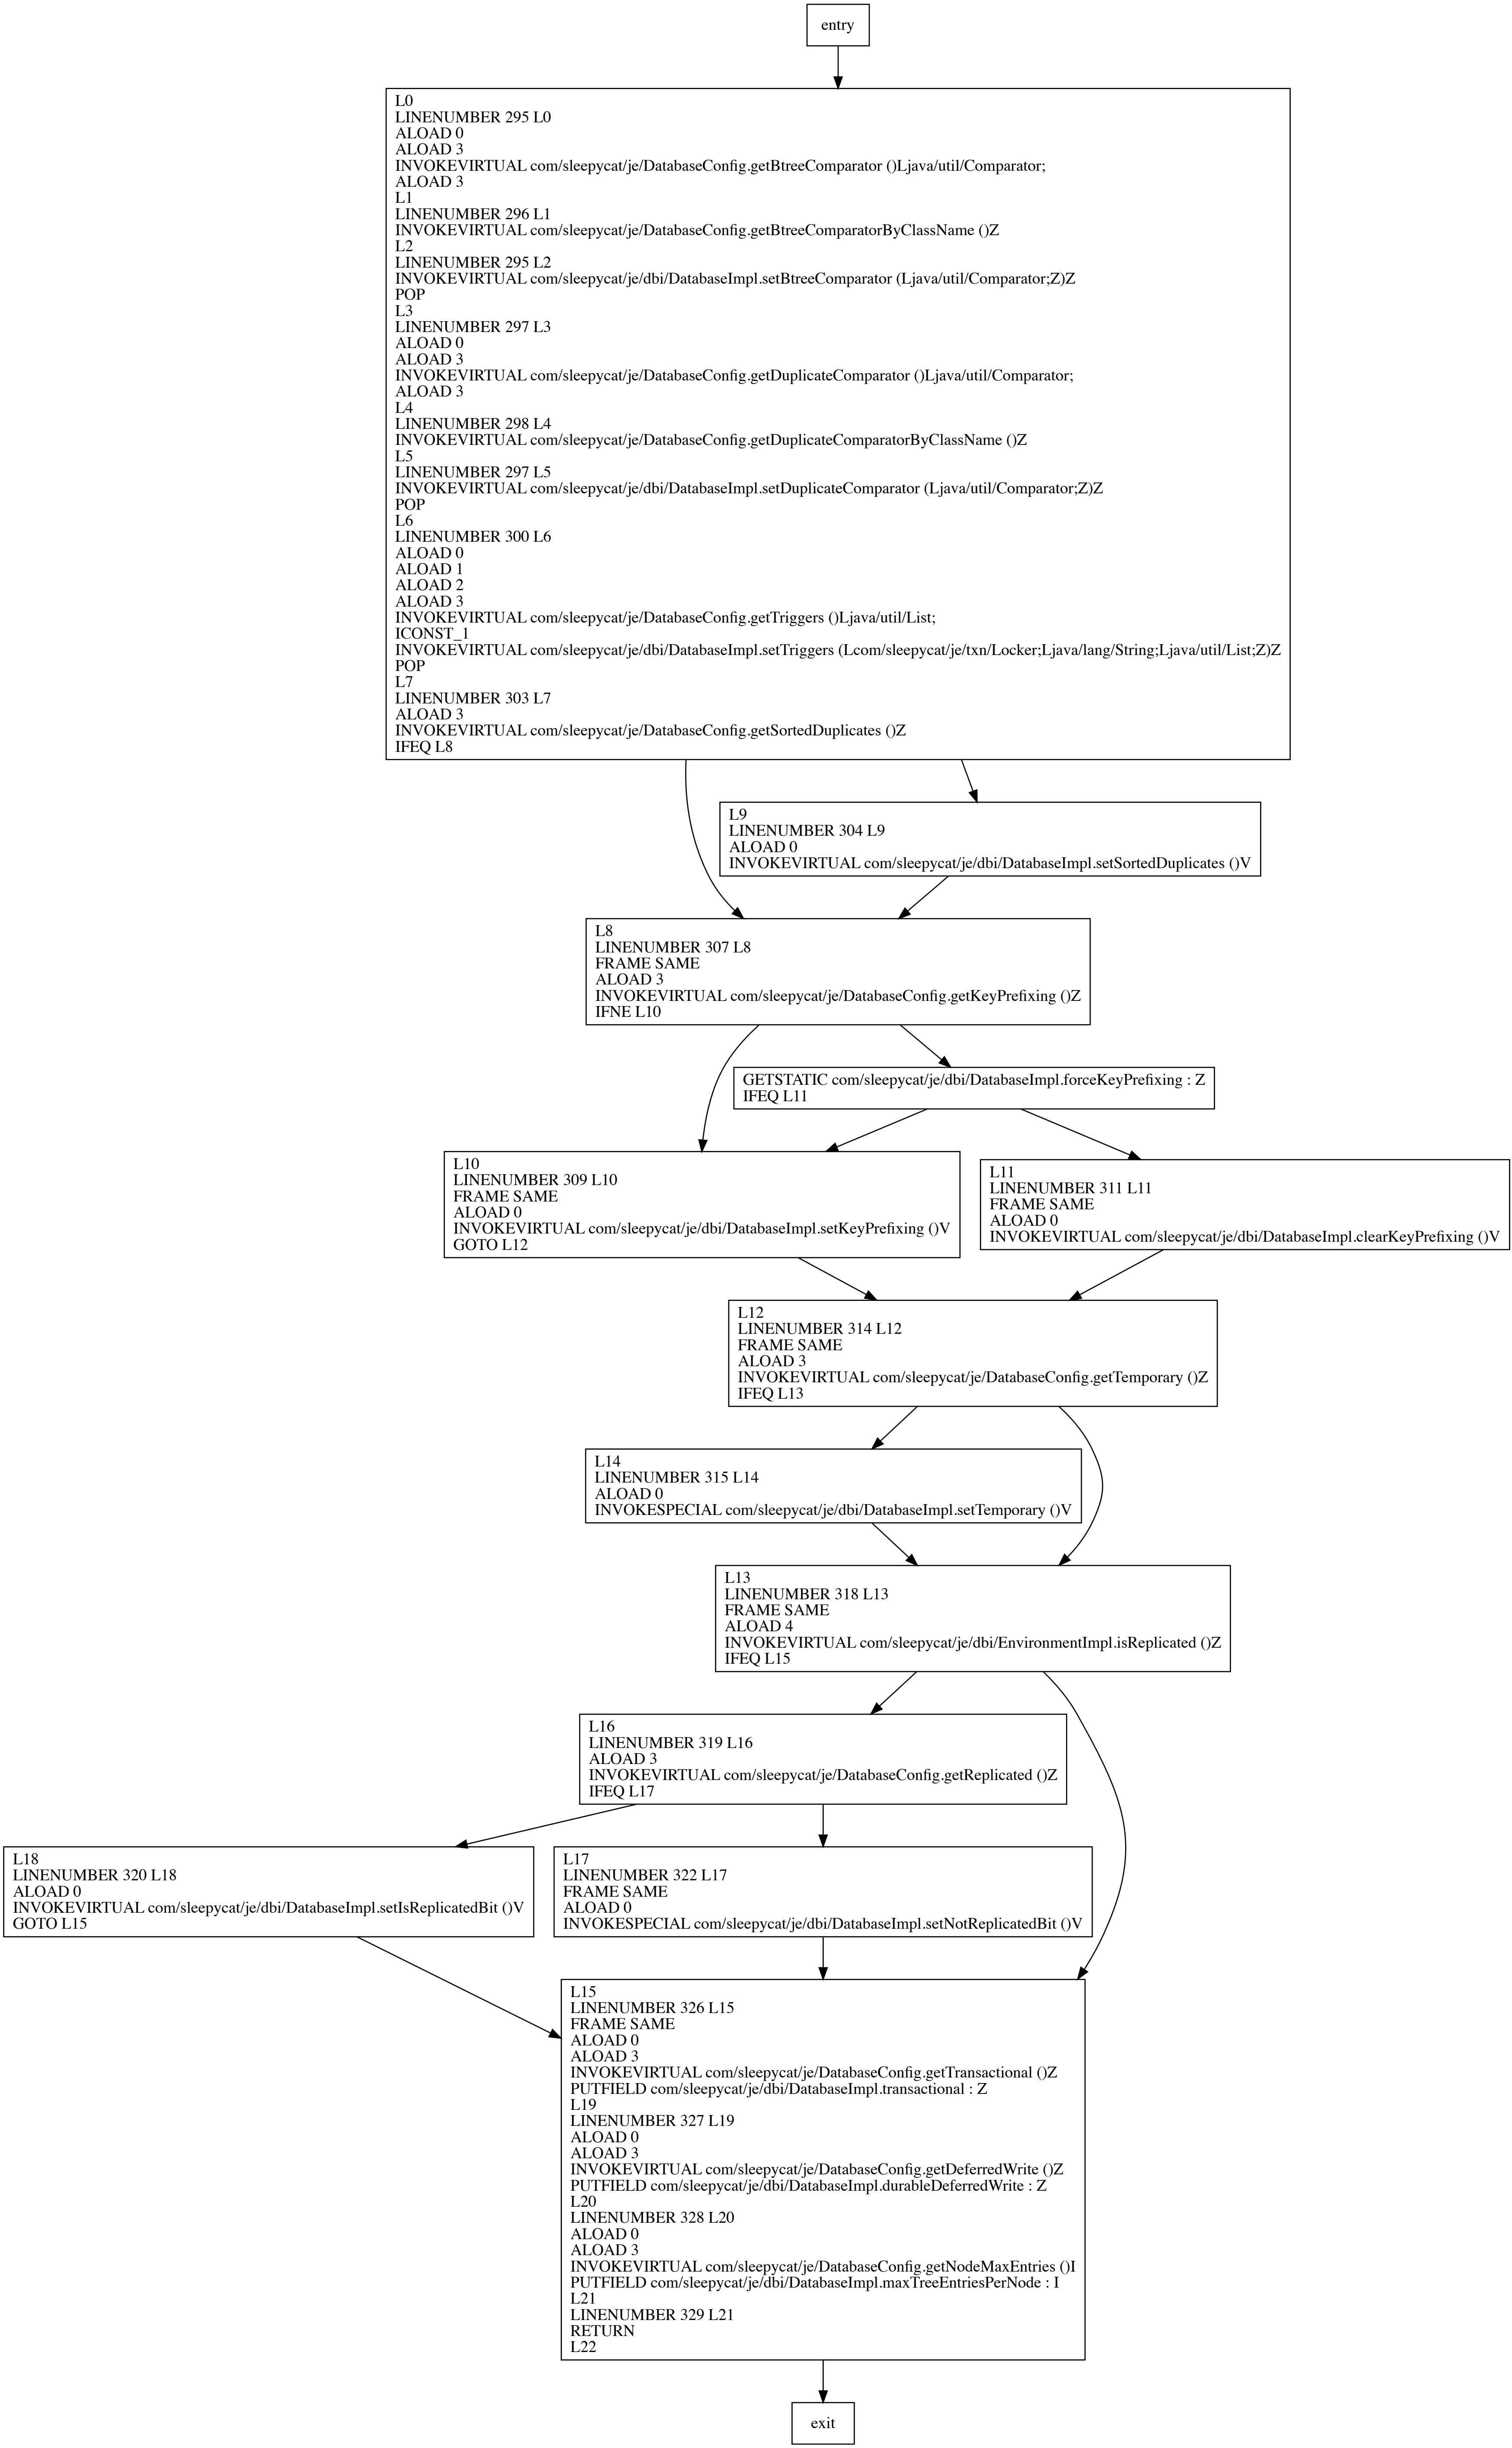 entry
L0
LINENUMBER 295 L0
ALOAD 0
ALOAD 3
INVOKEVIRTUAL com/sleepycat/je/DatabaseConfig.getBtreeComparator ()Ljava/util/Comparator;
ALOAD 3
L1
LINENUMBER 296 L1
INVOKEVIRTUAL com/sleepycat/je/DatabaseConfig.getBtreeComparatorByClassName ()Z
L2
LINENUMBER 295 L2
INVOKEVIRTUAL com/sleepycat/je/dbi/DatabaseImpl.setBtreeComparator (Ljava/util/Comparator;Z)Z
POP
L3
LINENUMBER 297 L3
ALOAD 0
ALOAD 3
INVOKEVIRTUAL com/sleepycat/je/DatabaseConfig.getDuplicateComparator ()Ljava/util/Comparator;
ALOAD 3
L4
LINENUMBER 298 L4
INVOKEVIRTUAL com/sleepycat/je/DatabaseConfig.getDuplicateComparatorByClassName ()Z
L5
LINENUMBER 297 L5
INVOKEVIRTUAL com/sleepycat/je/dbi/DatabaseImpl.setDuplicateComparator (Ljava/util/Comparator;Z)Z
POP
L6
LINENUMBER 300 L6
ALOAD 0
ALOAD 1
ALOAD 2
ALOAD 3
INVOKEVIRTUAL com/sleepycat/je/DatabaseConfig.getTriggers ()Ljava/util/List;
ICONST_1
INVOKEVIRTUAL com/sleepycat/je/dbi/DatabaseImpl.setTriggers (Lcom/sleepycat/je/txn/Locker;Ljava/lang/String;Ljava/util/List;Z)Z
POP
L7
LINENUMBER 303 L7
ALOAD 3
INVOKEVIRTUAL com/sleepycat/je/DatabaseConfig.getSortedDuplicates ()Z
IFEQ L8
L9
LINENUMBER 304 L9
ALOAD 0
INVOKEVIRTUAL com/sleepycat/je/dbi/DatabaseImpl.setSortedDuplicates ()V
L8
LINENUMBER 307 L8
FRAME SAME
ALOAD 3
INVOKEVIRTUAL com/sleepycat/je/DatabaseConfig.getKeyPrefixing ()Z
IFNE L10
GETSTATIC com/sleepycat/je/dbi/DatabaseImpl.forceKeyPrefixing : Z
IFEQ L11
L10
LINENUMBER 309 L10
FRAME SAME
ALOAD 0
INVOKEVIRTUAL com/sleepycat/je/dbi/DatabaseImpl.setKeyPrefixing ()V
GOTO L12
L11
LINENUMBER 311 L11
FRAME SAME
ALOAD 0
INVOKEVIRTUAL com/sleepycat/je/dbi/DatabaseImpl.clearKeyPrefixing ()V
L12
LINENUMBER 314 L12
FRAME SAME
ALOAD 3
INVOKEVIRTUAL com/sleepycat/je/DatabaseConfig.getTemporary ()Z
IFEQ L13
L14
LINENUMBER 315 L14
ALOAD 0
INVOKESPECIAL com/sleepycat/je/dbi/DatabaseImpl.setTemporary ()V
L13
LINENUMBER 318 L13
FRAME SAME
ALOAD 4
INVOKEVIRTUAL com/sleepycat/je/dbi/EnvironmentImpl.isReplicated ()Z
IFEQ L15
L16
LINENUMBER 319 L16
ALOAD 3
INVOKEVIRTUAL com/sleepycat/je/DatabaseConfig.getReplicated ()Z
IFEQ L17
L18
LINENUMBER 320 L18
ALOAD 0
INVOKEVIRTUAL com/sleepycat/je/dbi/DatabaseImpl.setIsReplicatedBit ()V
GOTO L15
L17
LINENUMBER 322 L17
FRAME SAME
ALOAD 0
INVOKESPECIAL com/sleepycat/je/dbi/DatabaseImpl.setNotReplicatedBit ()V
L15
LINENUMBER 326 L15
FRAME SAME
ALOAD 0
ALOAD 3
INVOKEVIRTUAL com/sleepycat/je/DatabaseConfig.getTransactional ()Z
PUTFIELD com/sleepycat/je/dbi/DatabaseImpl.transactional : Z
L19
LINENUMBER 327 L19
ALOAD 0
ALOAD 3
INVOKEVIRTUAL com/sleepycat/je/DatabaseConfig.getDeferredWrite ()Z
PUTFIELD com/sleepycat/je/dbi/DatabaseImpl.durableDeferredWrite : Z
L20
LINENUMBER 328 L20
ALOAD 0
ALOAD 3
INVOKEVIRTUAL com/sleepycat/je/DatabaseConfig.getNodeMaxEntries ()I
PUTFIELD com/sleepycat/je/dbi/DatabaseImpl.maxTreeEntriesPerNode : I
L21
LINENUMBER 329 L21
RETURN
L22
exit